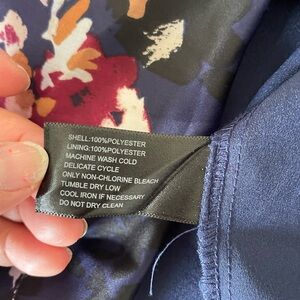 SHELL:100%POLYESTER
LINING:100%POLYESTER
MACHINE WASH COLD
DELICATE CYCLE
ONLY NON-CHLORINE BLEACH
TUMBLE DRY LOW
COOL IRON IF NECESSARY
DO NOT DRY CLEAN